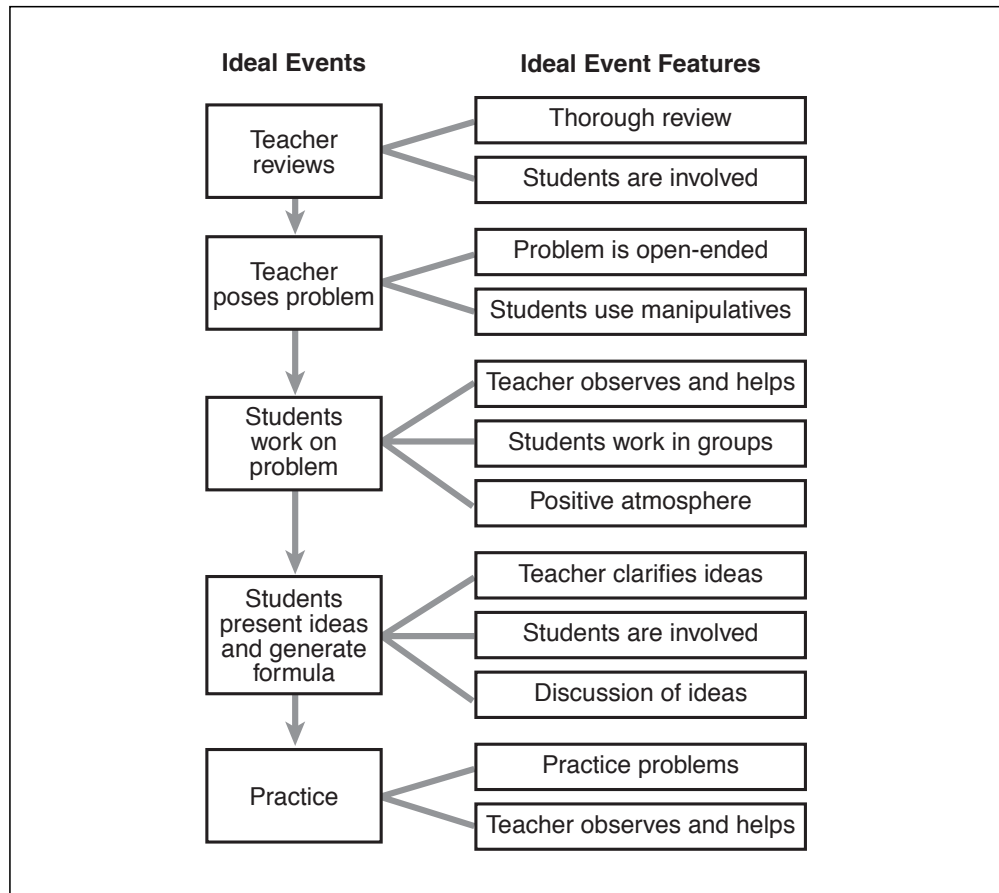 Ideal Events
Ideal Event Features
Teacher
reviews
Thorough review
Students are involved
Teacher
poses problem
Problem is open-ended
Students use manipulatives
Students
work on
problem
Teacher observes and helps
Students work in groups
Positive atmosphere
Students
present ideas
and generate
formula
Teacher clarifies ideas
Students are involved
Discussion of ideas
Practice
Practice problems
Teacher observes and helps